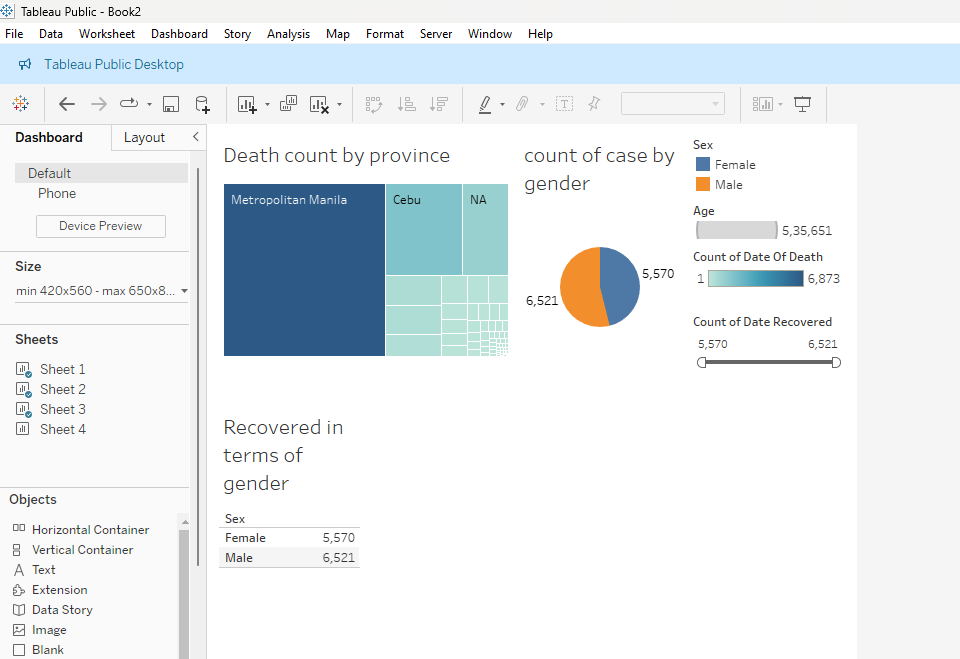 Tableau Public - Book2
File Data Worksheet Dashboard Story Analysis Map Format Server Window Help
Tableau Public Desktop
Dashboard Layout
Default
Phone
Device Preview
Size
min 420x560 - max 650x8...
Sheets
Sheet 1
Sheet 2
Sheet 3
Sheet 4
Objects
Horizontal Container
Vertical Container
A Text
Extension
Data Story
Image
Blank
Death count by province
Metropolitan Manila
Cebu
NA
count of case by
gender
5,570
6,521
Sex
Female
Male
Age
5,35,651
Count of Date Of Death
1 6,873
Count of Date Recovered
5,570 6,521
Recovered in
terms of
gender
Sex
Female 5,570
Male 6,521